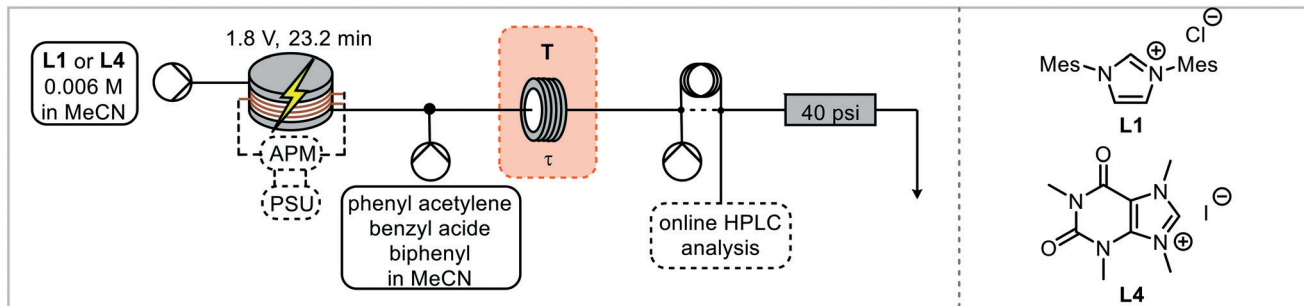 L1 or L4
0.006 M
in MeCN
1.8 V, 23.2 min
APM
PSU
phenyl acetylene
benzyl acide
biphenyl
in MeCN
T
τ
online HPLC
analysis
40 psi
Cl⊖
Mes
N
⊕
N
Mes
L1
O
N
N
I⊖
O
N
N
⊕
L4